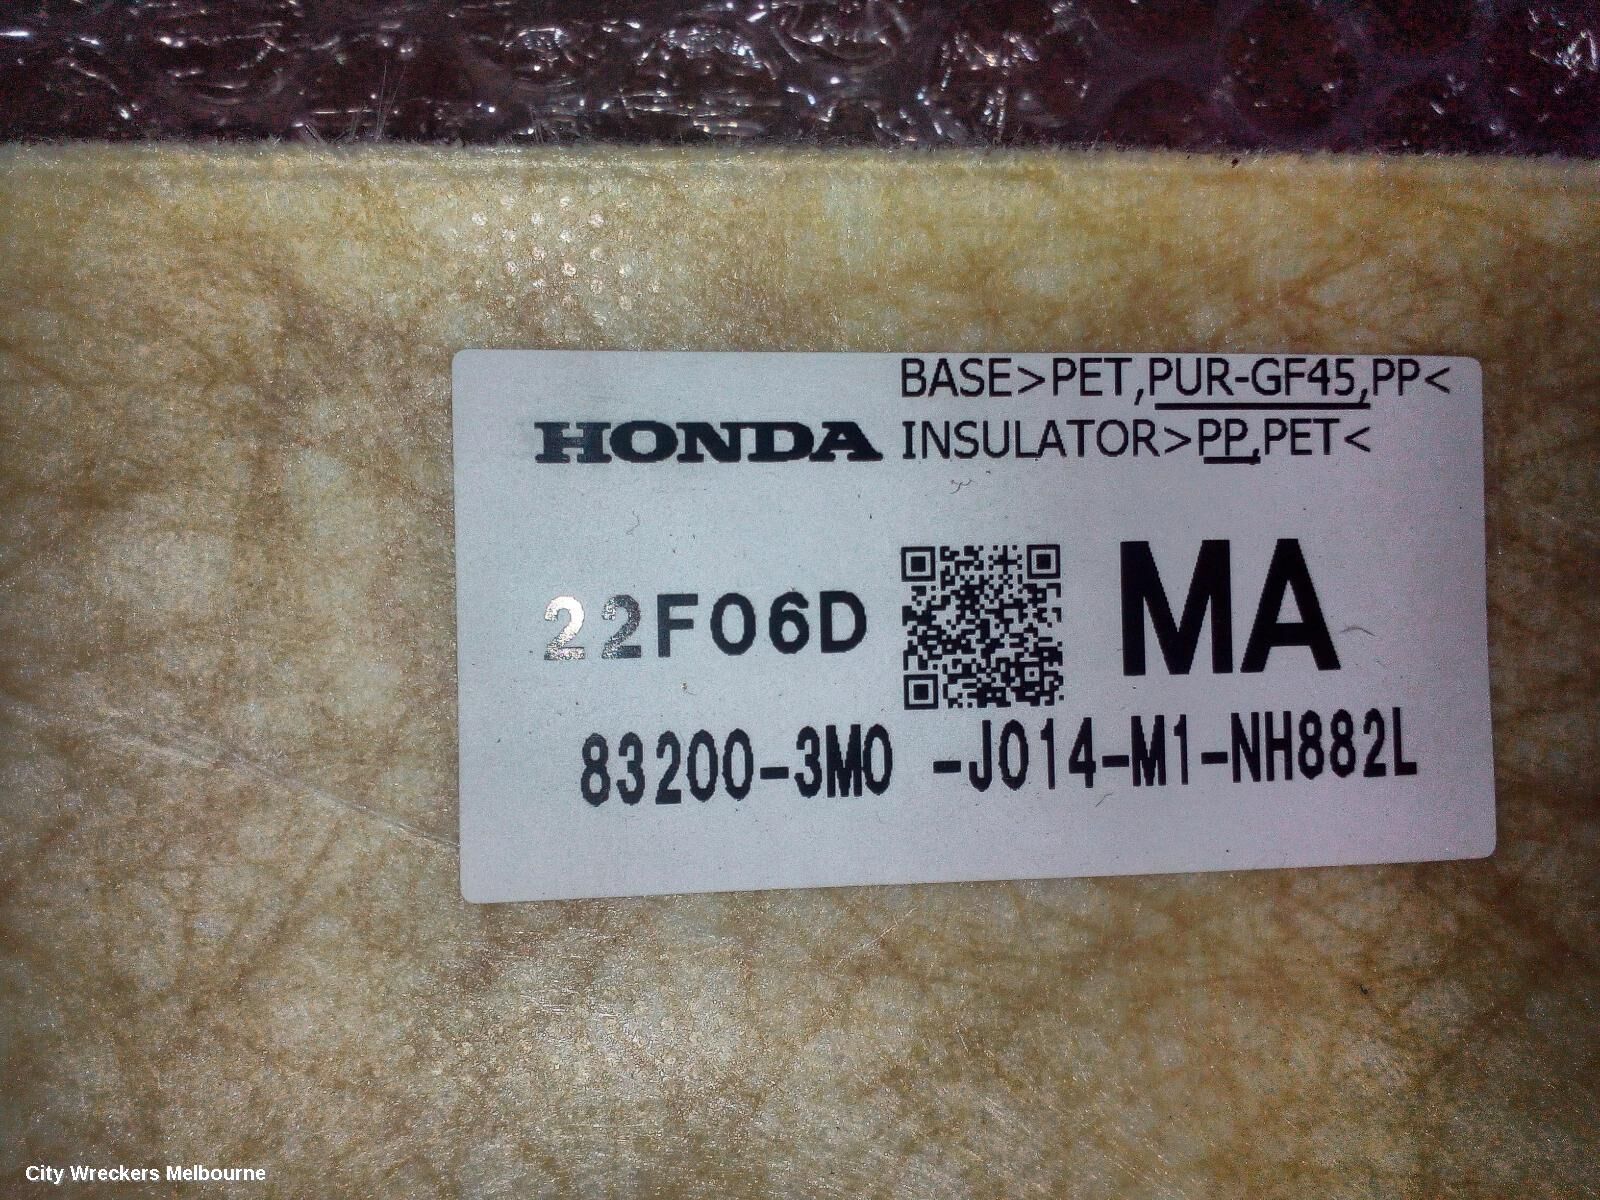 BASE>PET,PUR-GF45,PP<
HONDA INSULATOR>PP,PET<
22F06D MA
83200-3M0 -J014-M1-NH882L
City Wreckers Melbourne